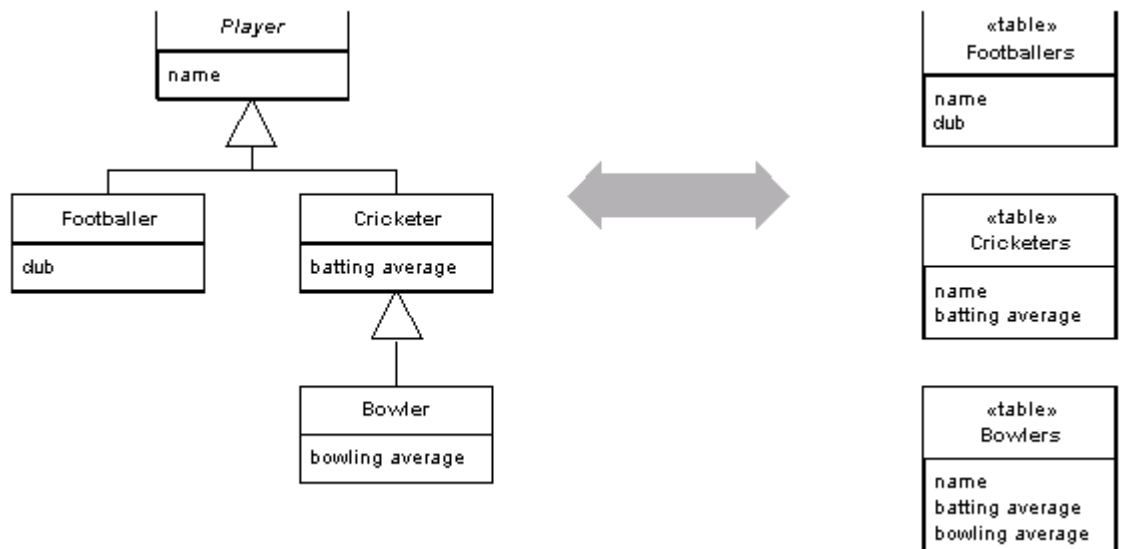 Player
name
Footballer
club
Cricketer
batting average
Bowler
bowling average
«table»
Footballers
name
club
«table»
Cricketers
name
batting average
«table»
Bowlers
name
batting average
bowling average